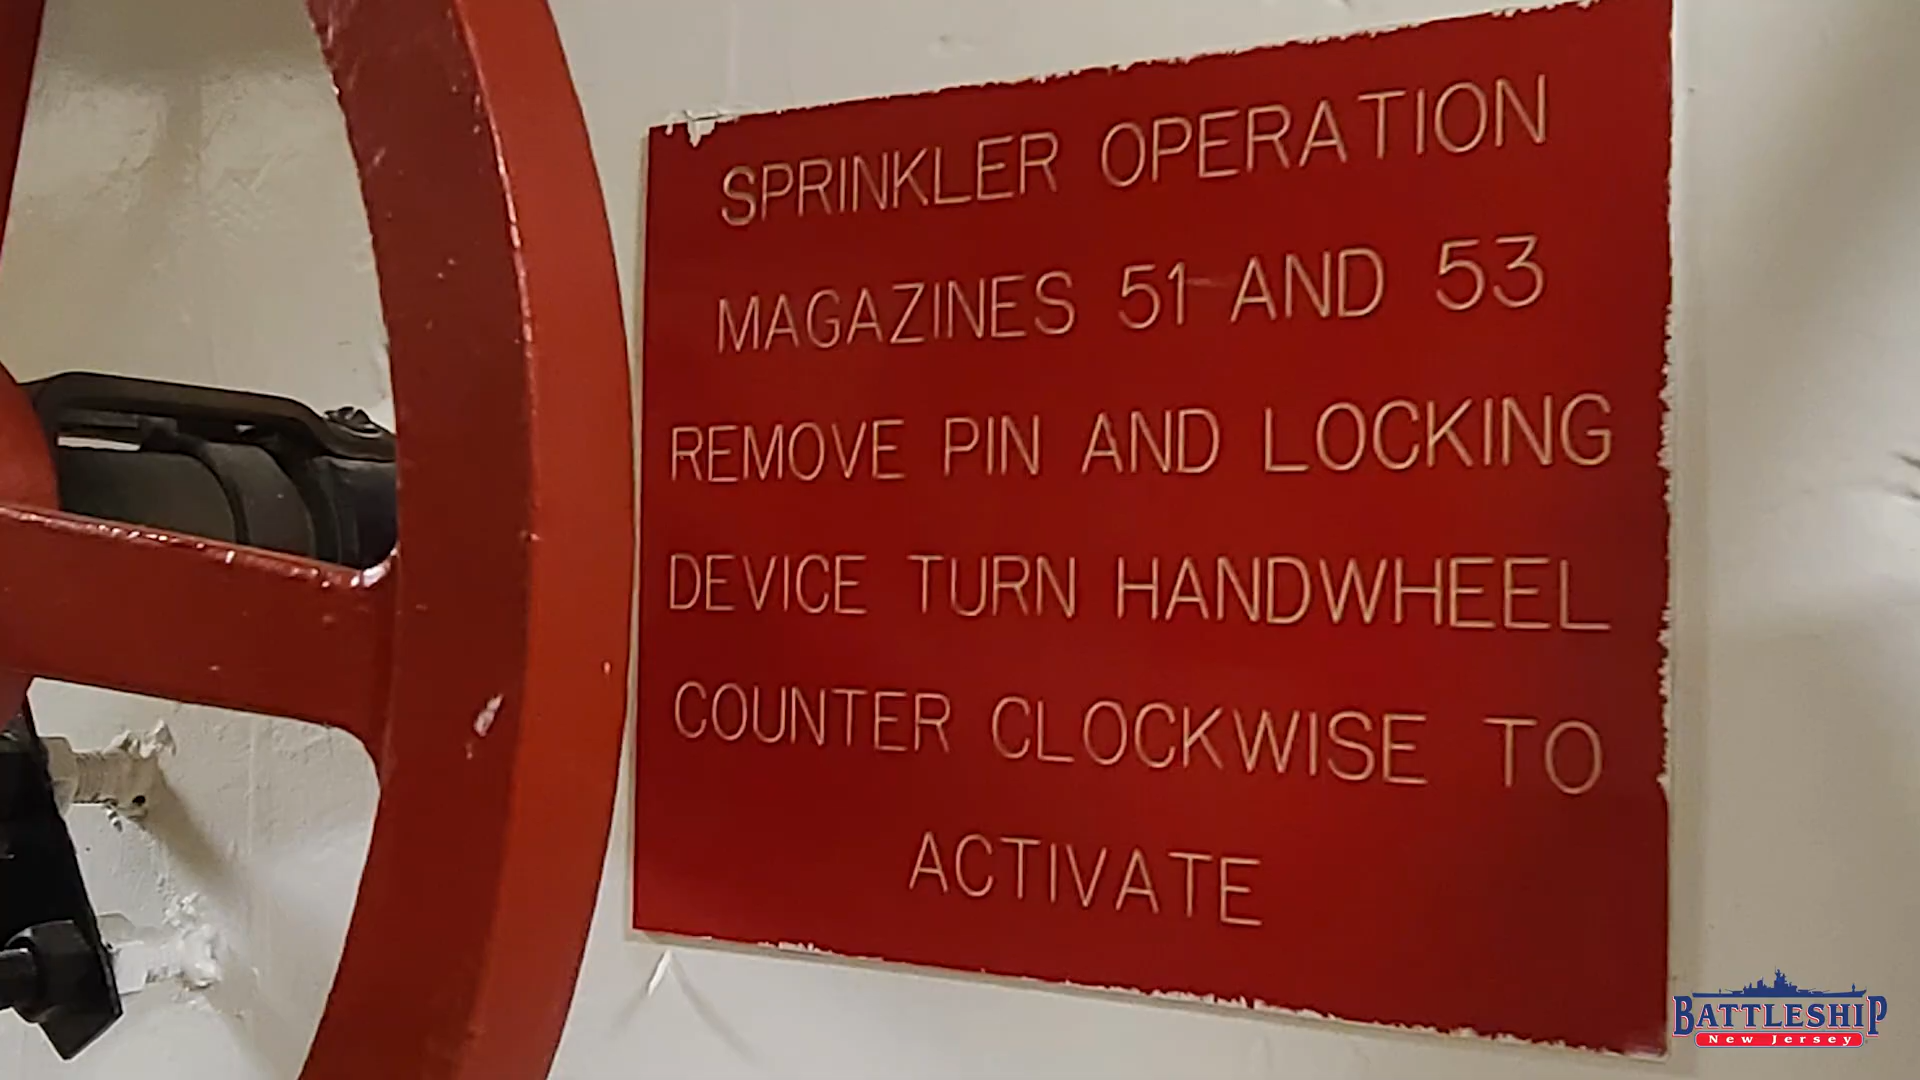 SPRINKLER OPERATION
MAGAZINES 51 AND 53
REMOVE PIN AND LOCKING
DEVICE TURN HANDWHEEL
COUNTER CLOCKWISE TO
ACTIVATE
BATTLESHIP
New Jersey